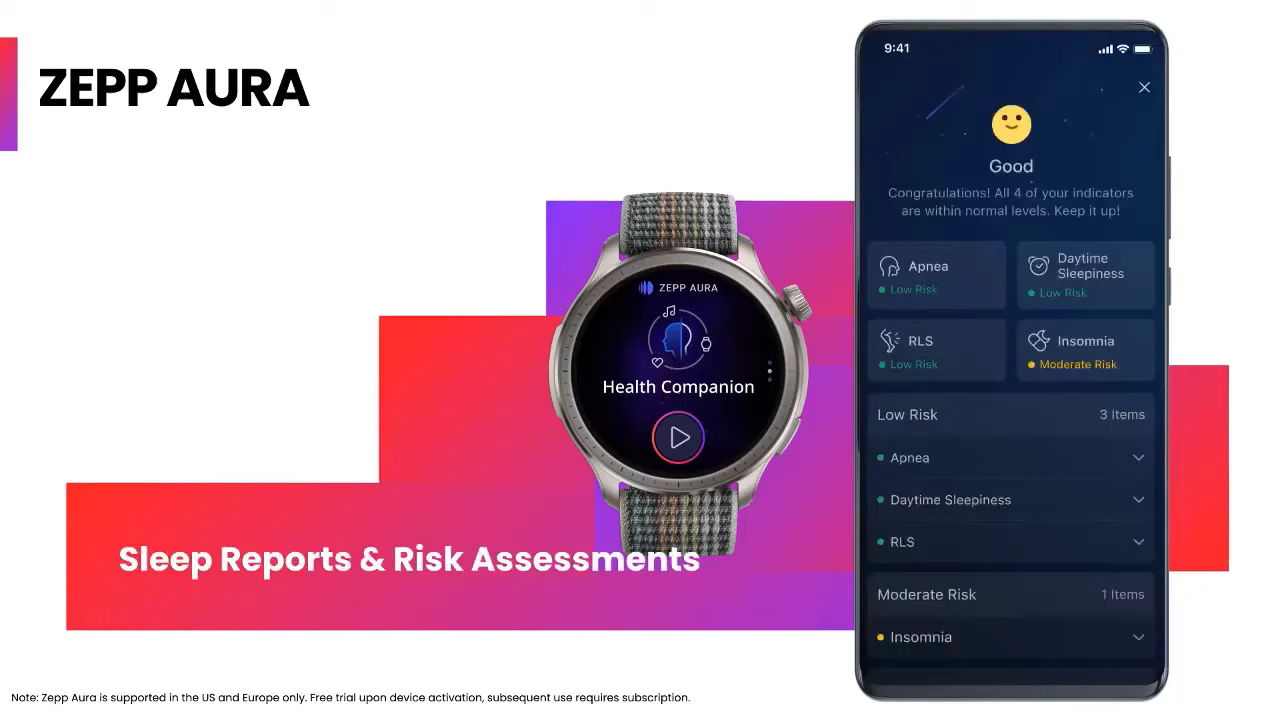 ZEPP AURA
ZEPP AURA
Health Companion
Sleep Reports & Risk Assessments
9:41
Good
Congratulations! All 4 of your indicators
are within normal levels. Keep it up!
Apnea
Low Risk
Daytime
Sleepiness
Low Risk
RLS
Low Risk
Insomnia
Moderate Risk
Low Risk 3 Items
Apnea
Daytime Sleepiness
RLS
Moderate Risk 1 Items
Insomnia
Note: Zepp Aura is supported in the US and Europe only. Free trial upon device activation, subsequent use requires subscription.